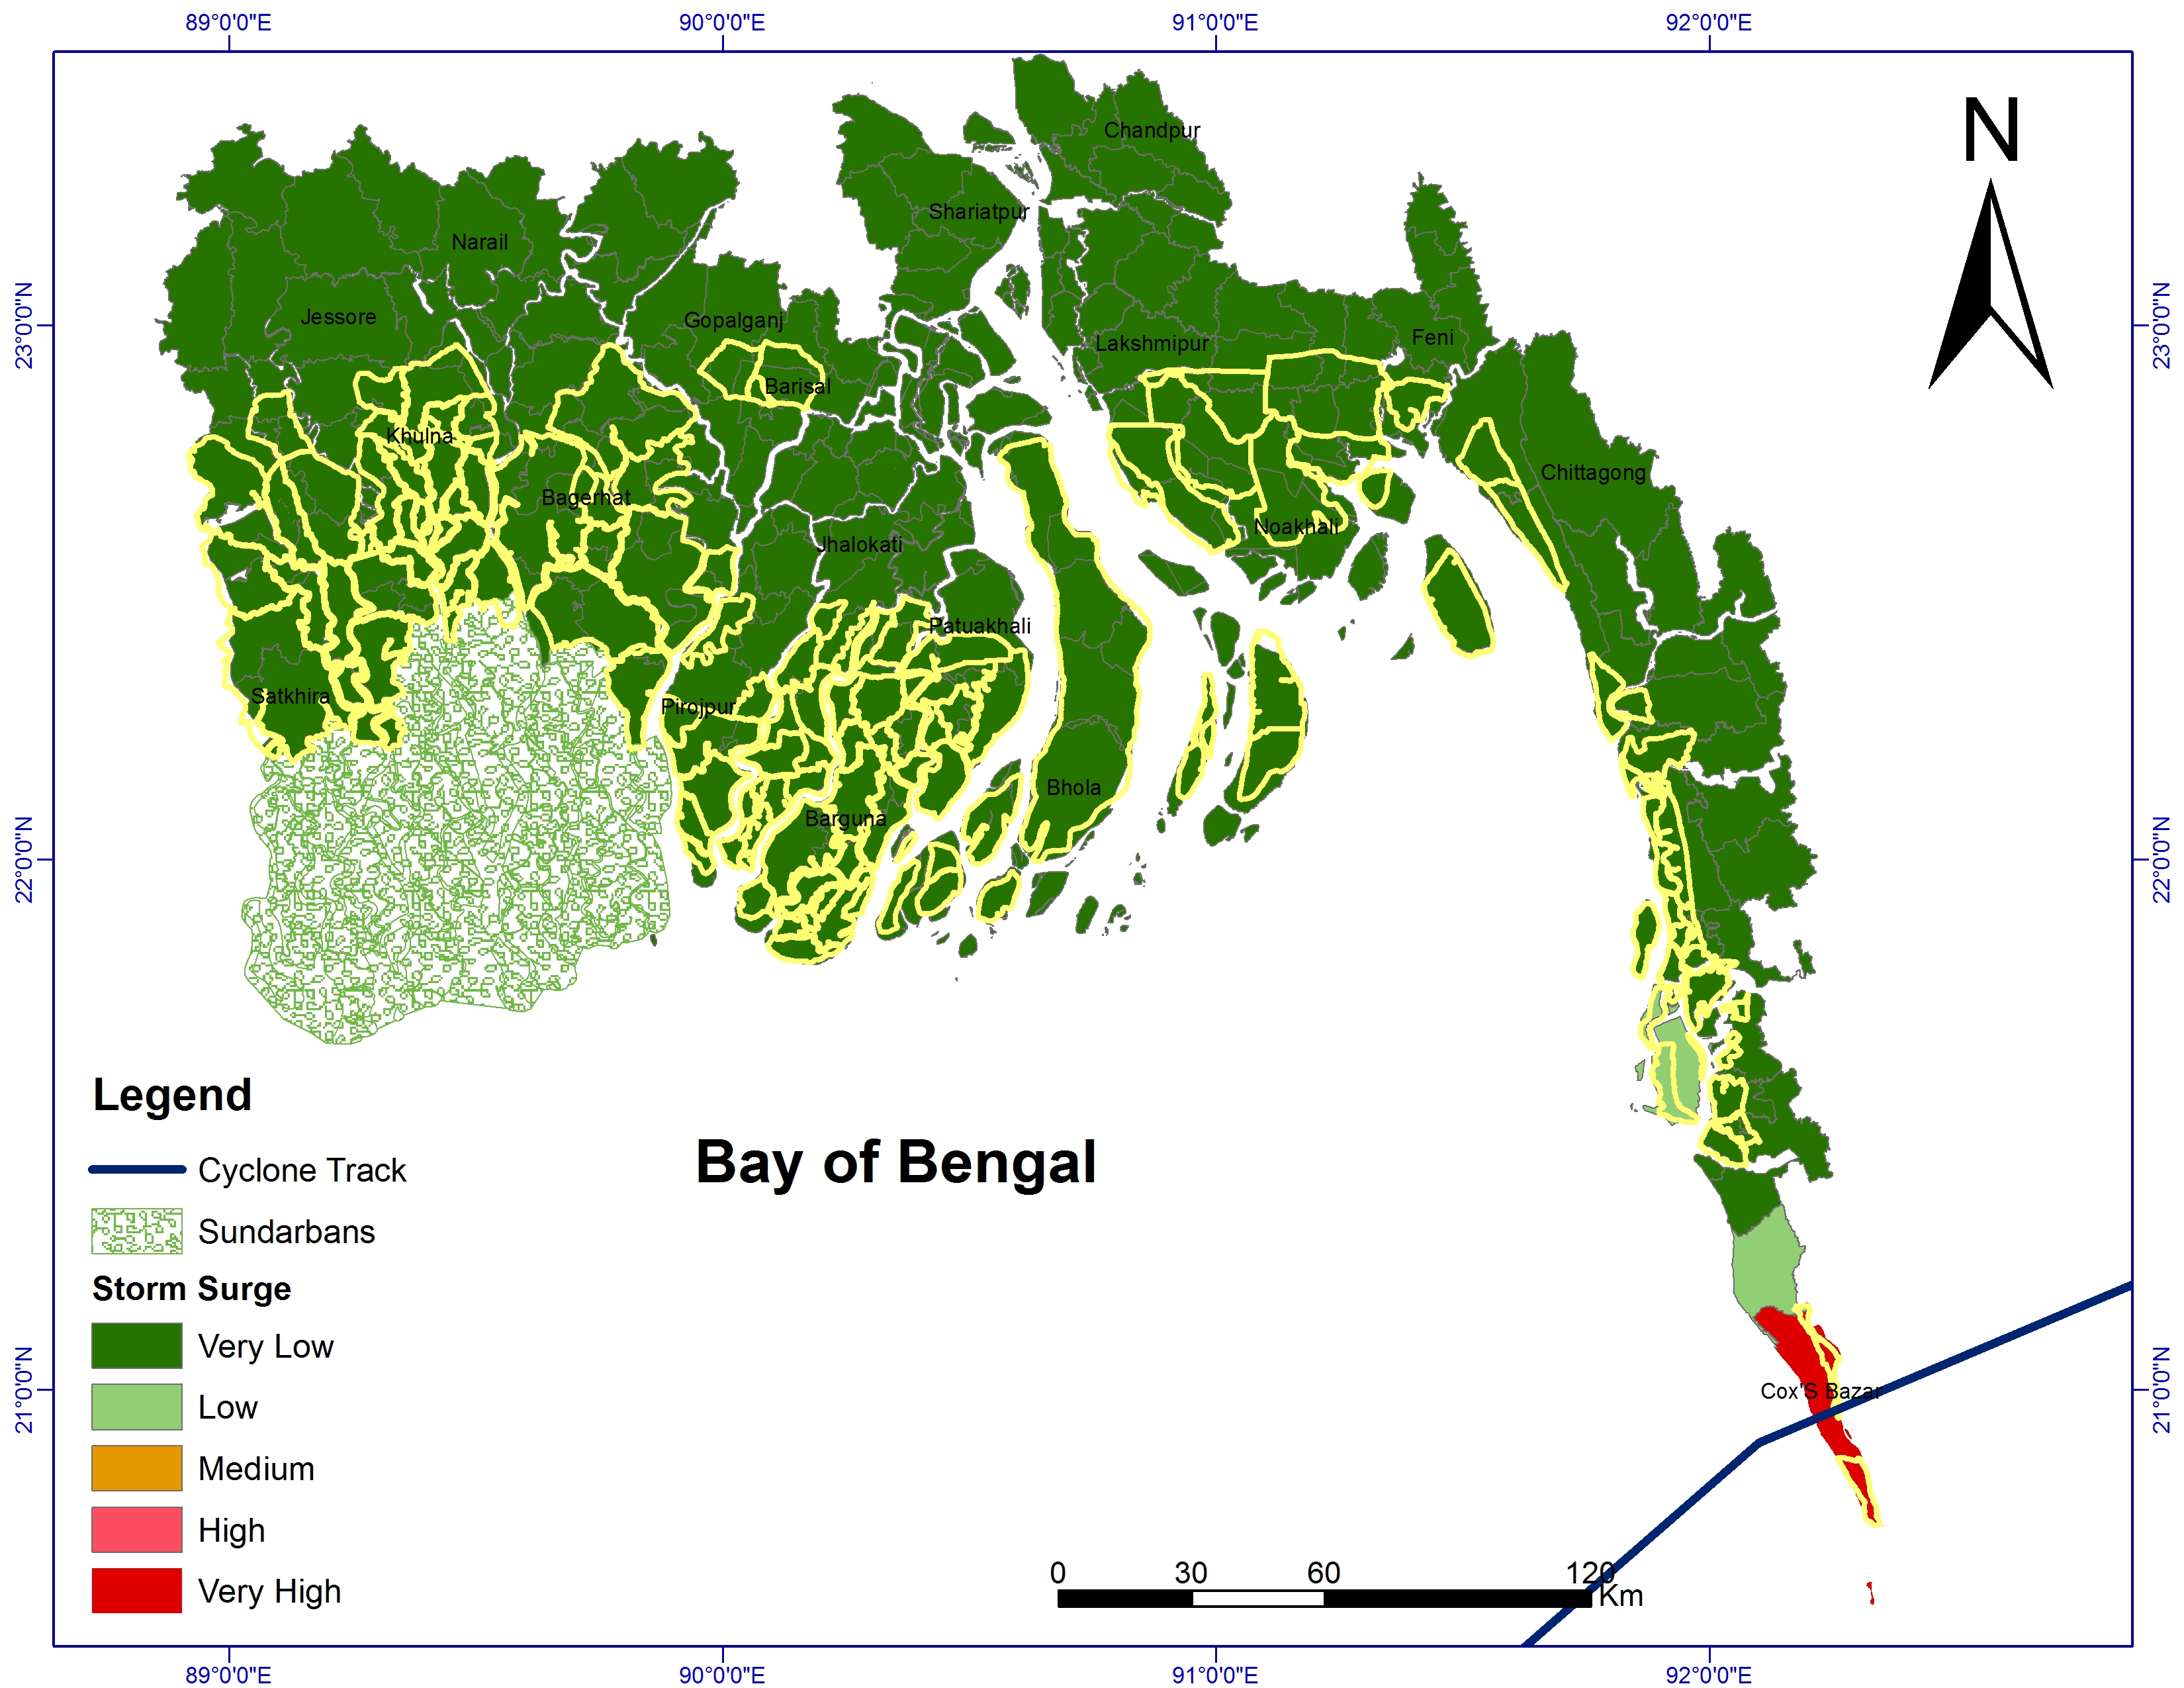 89°0'0"E 90°0'0"E 91°0'0"E 92°0'0"E
N
Chandpur
Shariatpur
Narail
23°0'0"N
Jessore
Gopalganj
Lakshmipur
Feni
23°0'0"N
Barisal
Khulna
Chittagong
Bagerhat
Noakhali
Jhalokati
Patuakhali
Satkhira
Pirojpur
Bhola
Barguna
22°0'0"N
22°0'0"N
Legend
Bay of Bengal
Cyclone Track
Sundarbans
Storm Surge
Very Low
Low
Medium
High
Very High
21°0'0"N
Cox'S Bazar
21°0'0"N
0 30 60 120
Km
89°0'0"E 90°0'0"E 91°0'0"E 92°0'0"E